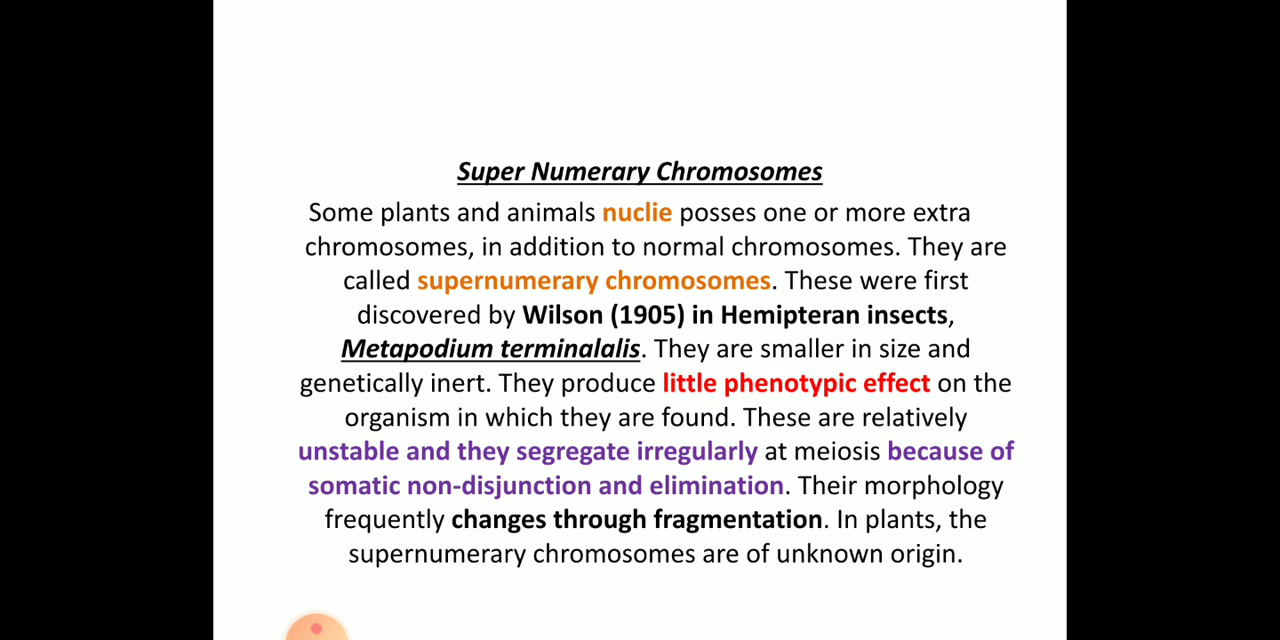 Super Numerary Chromosomes
Some plants and animals nuclie posses one or more extra
chromosomes, in addition to normal chromosomes. They are
called supernumerary chromosomes. These were first
discovered by Wilson (1905) in Hemipteran insects,
Metapodium terminalalis. They are smaller in size and
genetically inert. They produce little phenotypic effect on the
organism in which they are found. These are relatively
unstable and they segregate irregularly at meiosis because of
somatic non-disjunction and elimination. Their morphology
frequently changes through fragmentation. In plants, the
supernumerary chromosomes are of unknown origin.